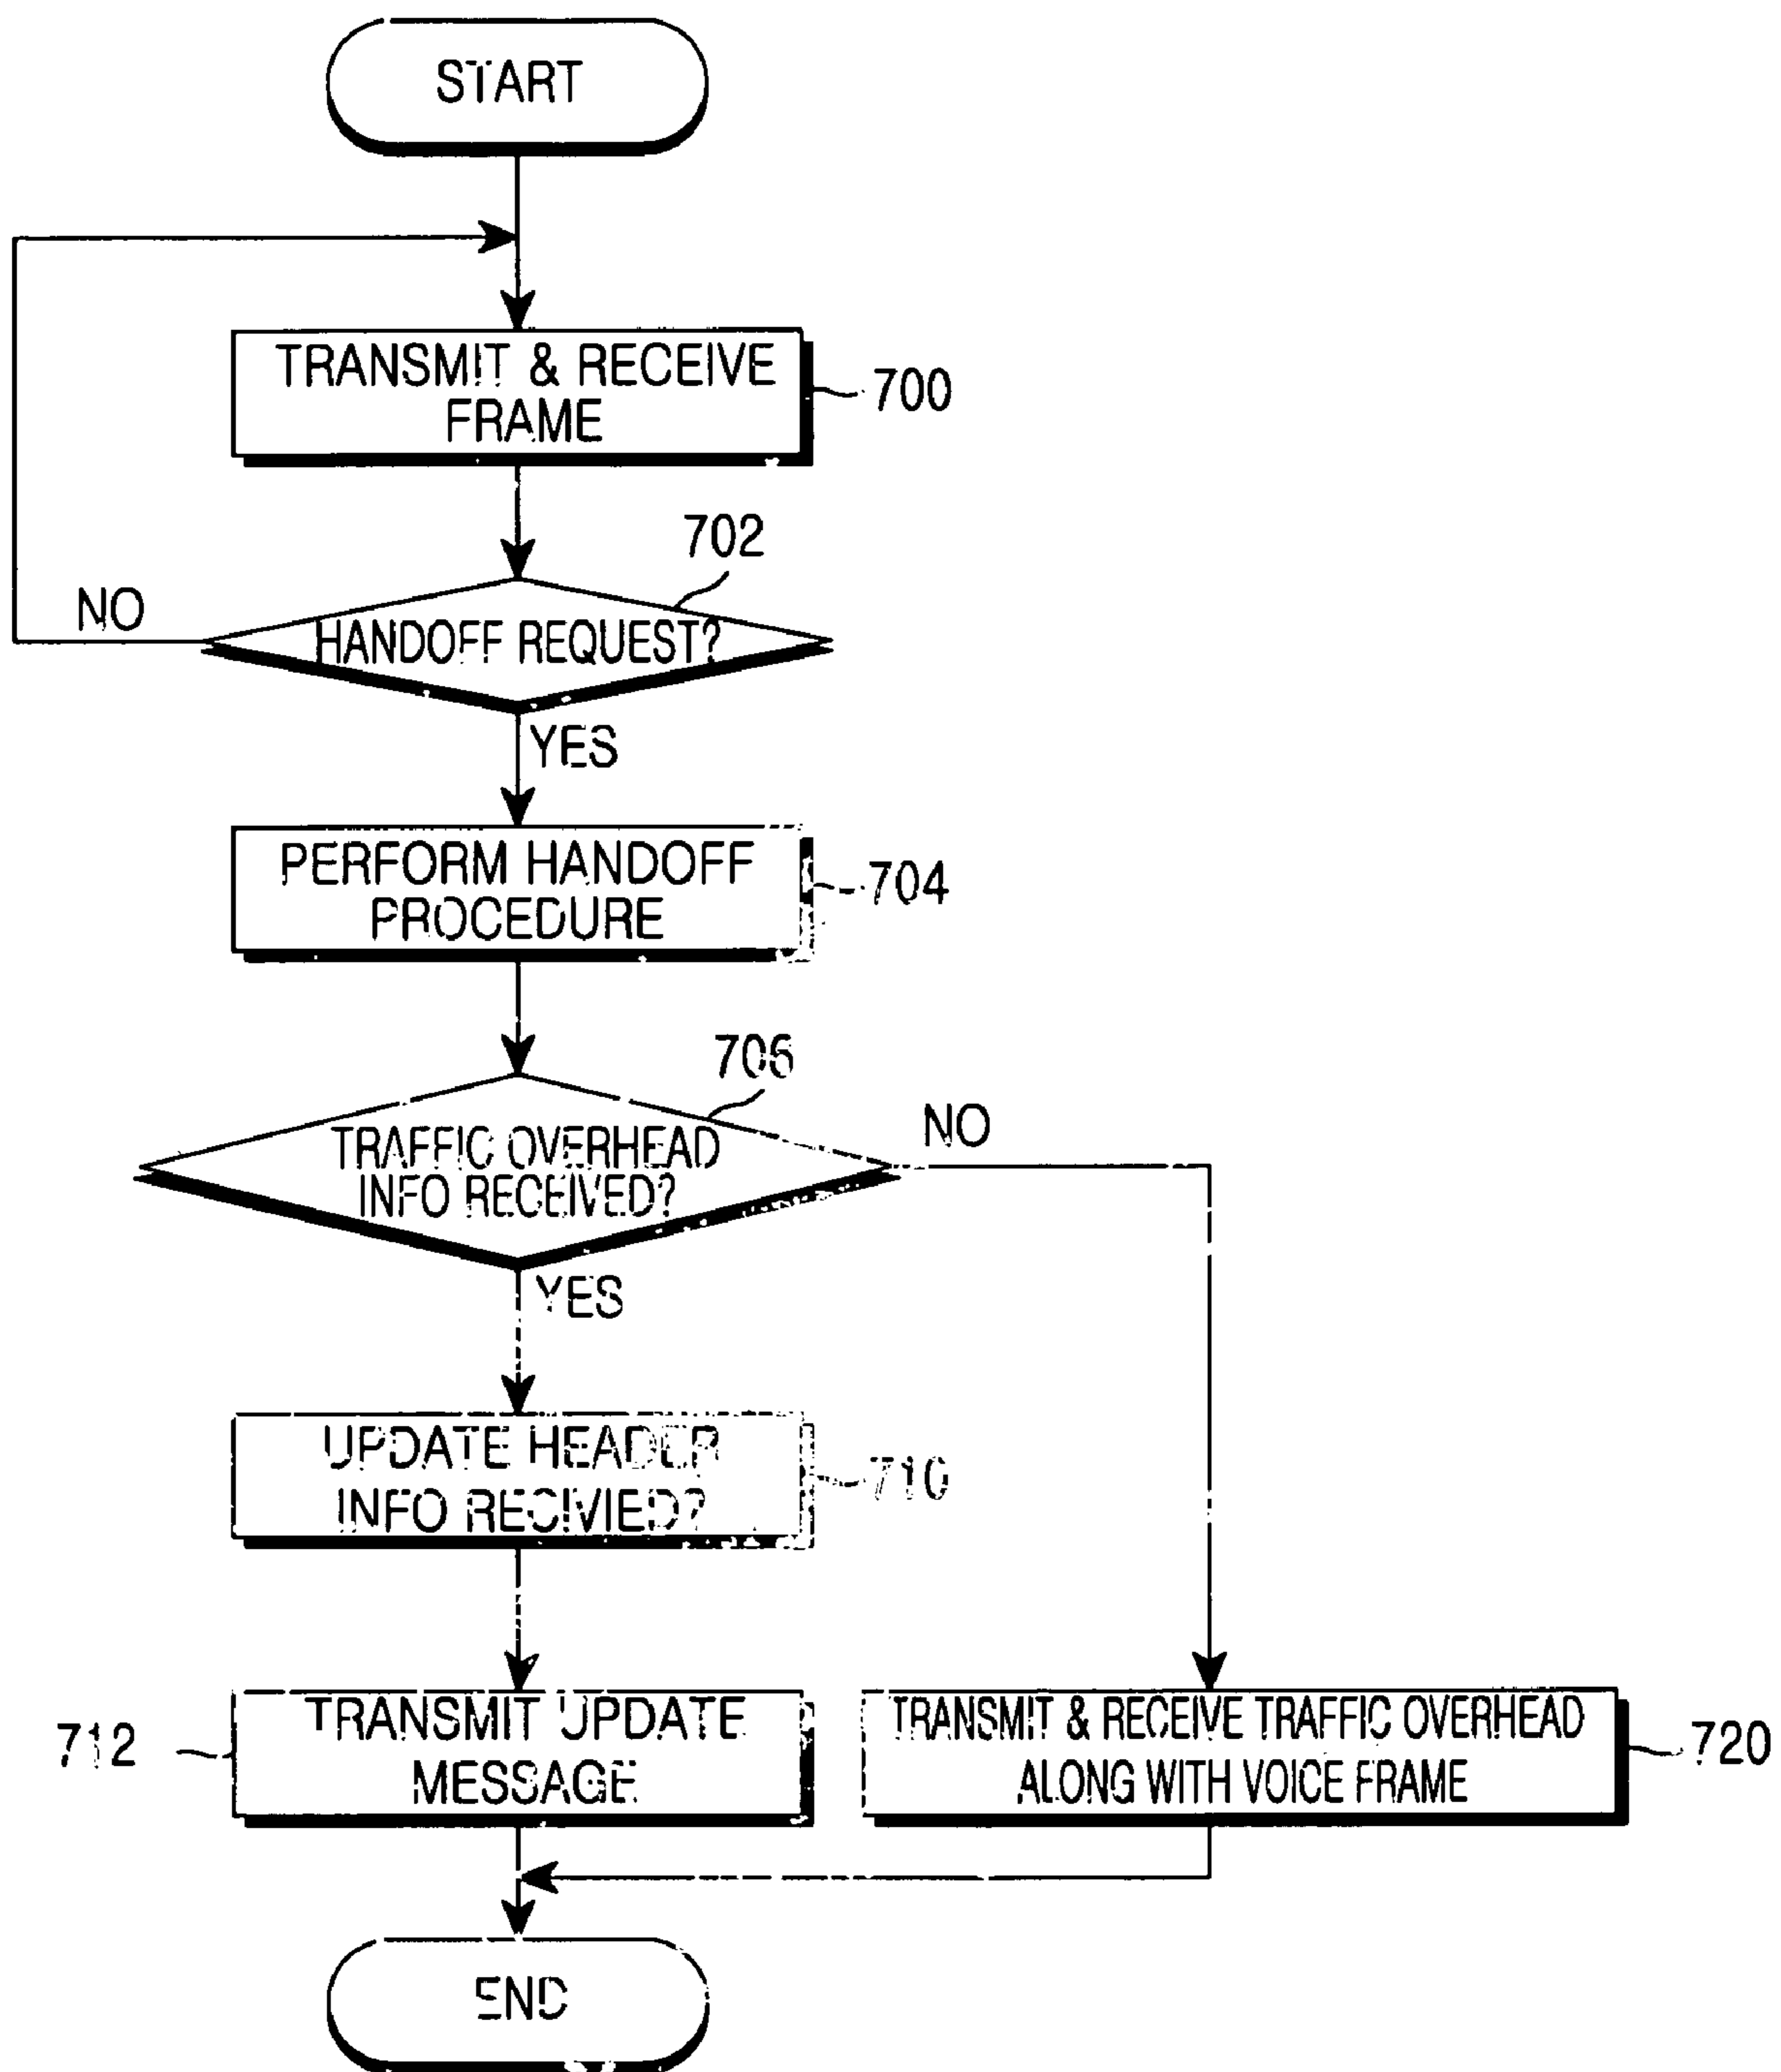 START
TRANSMIT & RECEIVE
FRAME
700
702
NO
HANDOFF REQUEST?
YES
PERFORM HANDOFF
PROCEDURE
704
706
NO
TRAFFIC OVERHEAD
INFO RECEIVED?
YES
UPDATE HEADER
INFO RECIVIED?
710
712
TRANSMIT UPDATE
MESSAGE
TRANSMIT & RECEIVE TRAFFIC OVERHEAD
ALONG WITH VOICE FRAME
720
END